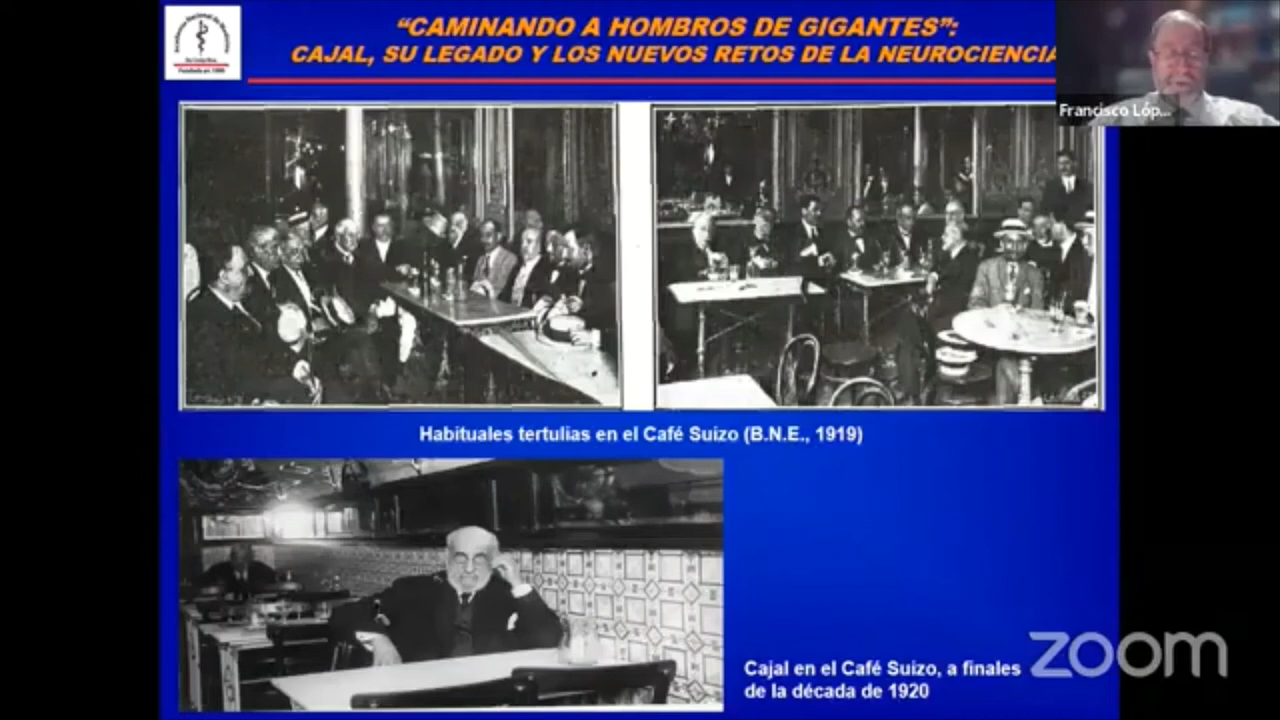 “CAMINANDO A HOMBROS DE GIGANTES”:
CAJAL, SU LEGADO Y LOS NUEVOS RETOS DE LA NEUROCIENCIA
Francisco Lóp...
Habituales tertulias en el Café Suizo (B.N.E., 1919)
Cajal en el Café Suizo, a finales
de la década de 1920
zoom